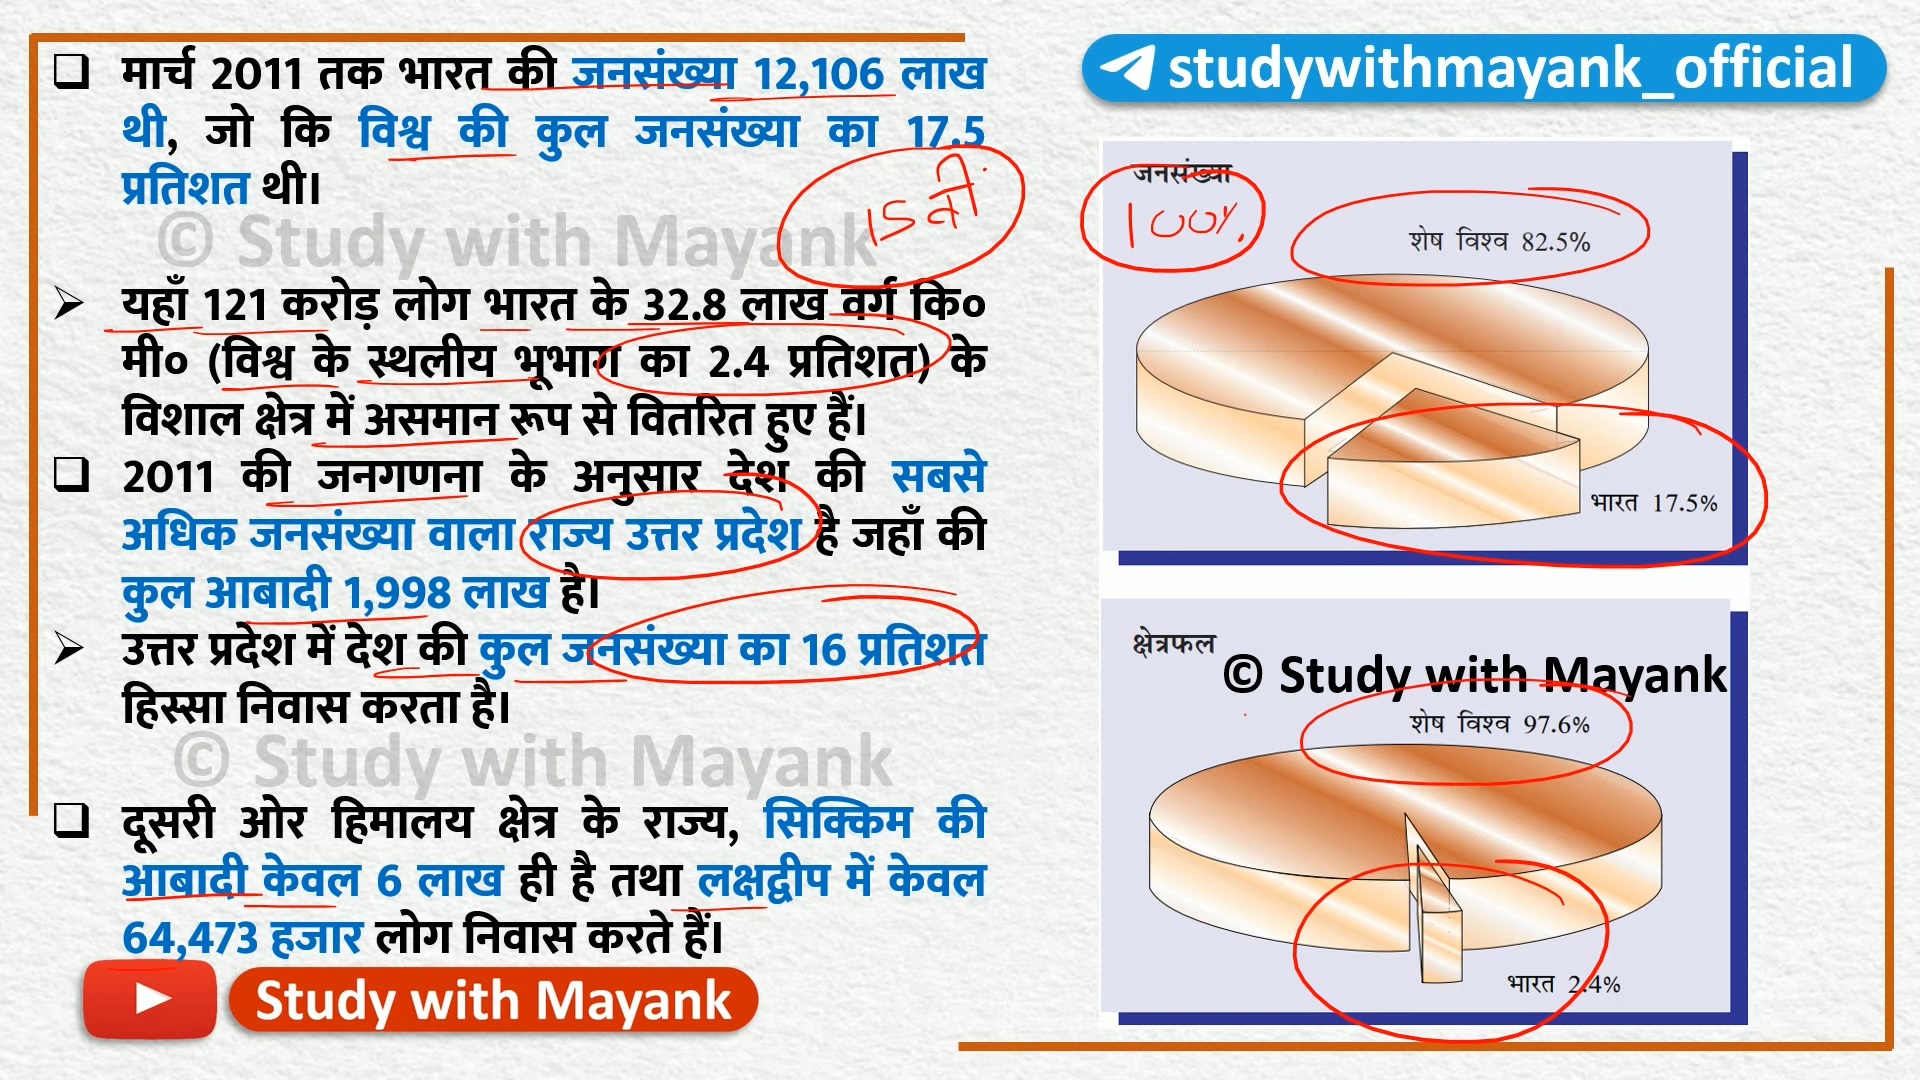 मार्च 2011 तक भारत की जनसंख्या 12,106 लाख
थी, जो कि विश्व की कुल जनसंख्या का 17.5
प्रतिशत थी।
© Study with Mayank
15वी
यहाँ 121 करोड़ लोग भारत के 32.8 लाख वर्ग कि०
मी० (विश्व के स्थलीय भूभाग का 2.4 प्रतिशत) के
विशाल क्षेत्र में असमान रूप से वितरित हुए हैं।
2011 की जनगणना के अनुसार देश की सबसे
अधिक जनसंख्या वाला राज्य उत्तर प्रदेश है जहाँ की
कुल आबादी 1,998 लाख है।
उत्तर प्रदेश में देश की कुल जनसंख्या का 16 प्रतिशत
हिस्सा निवास करता है।
© Study with Mayank
दूसरी ओर हिमालय क्षेत्र के राज्य, सिक्किम की
आबादी केवल 6 लाख ही है तथा लक्षद्वीप में केवल
64,473 हजार लोग निवास करते हैं।
Study with Mayank
studywithmayank_official
जनसंख्या
100%
शेष विश्व 82.5%
भारत 17.5%
क्षेत्रफल
© Study with Mayank
शेष विश्व 97.6%
भारत 2.4%